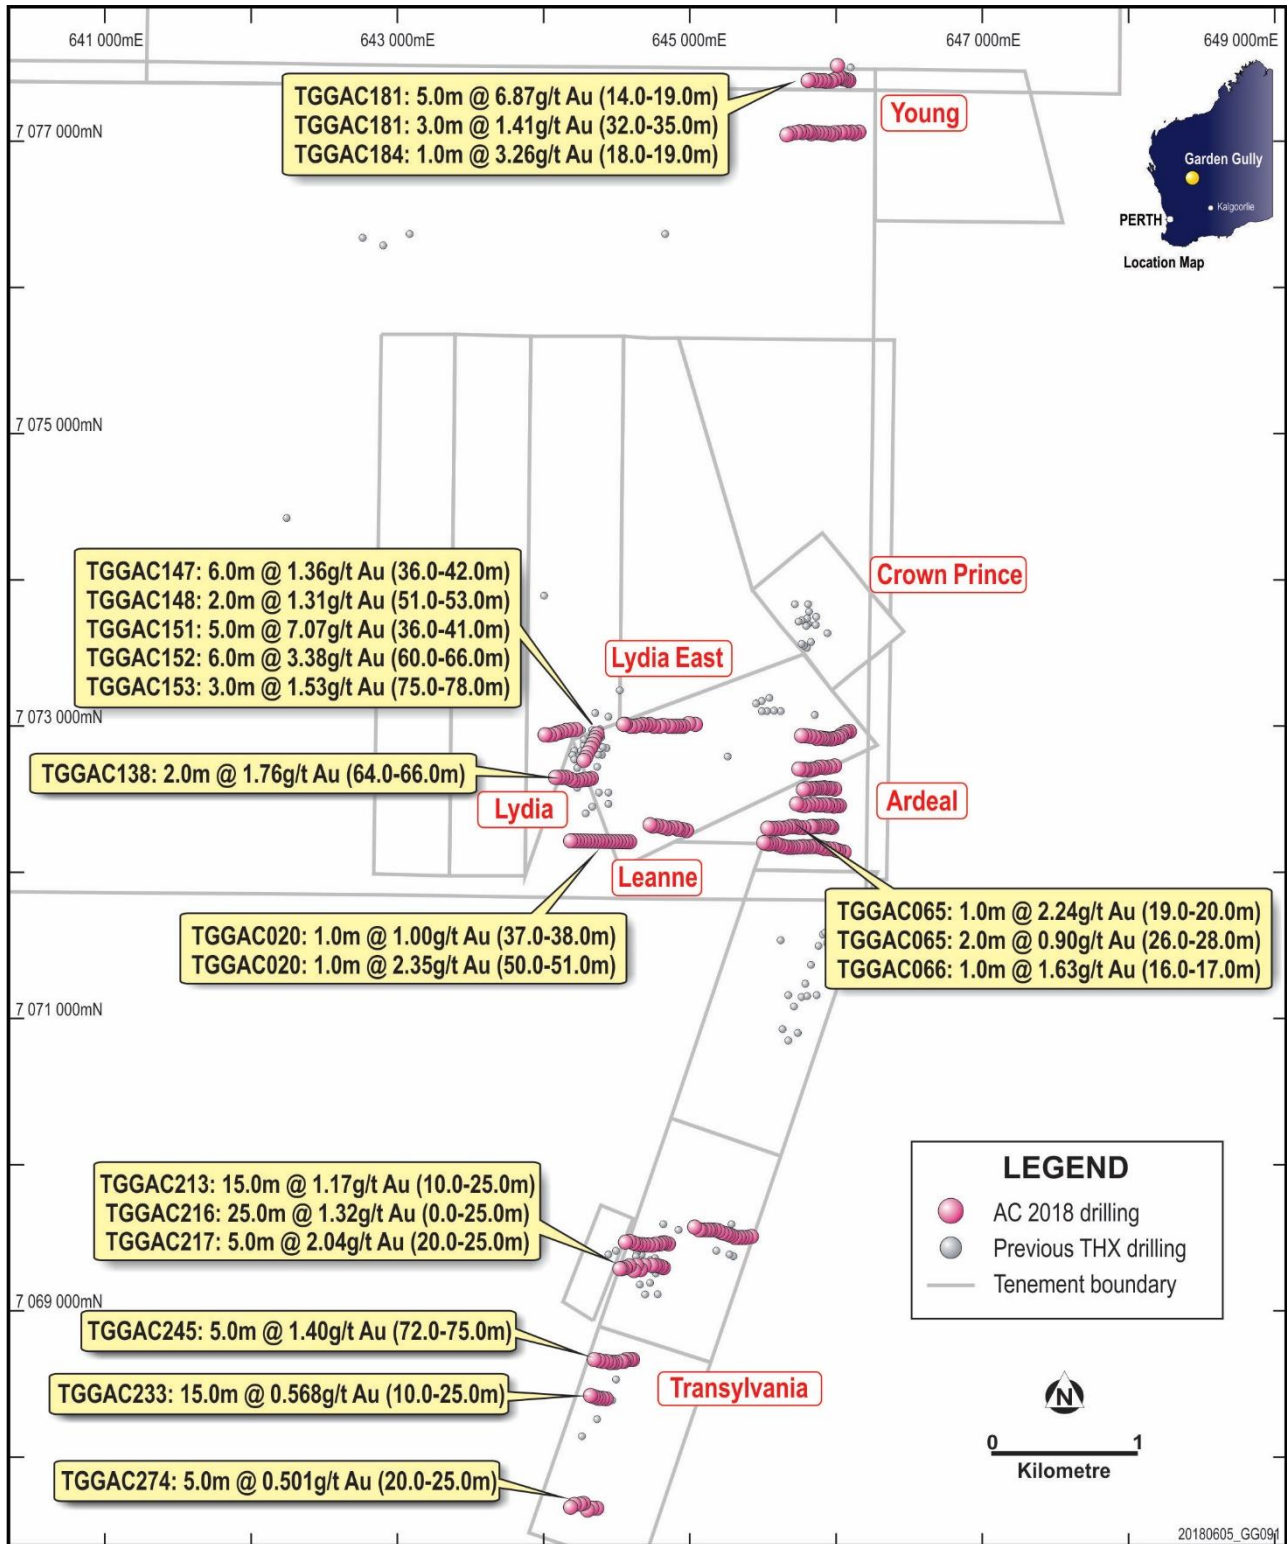 641 000mE
643 000mE
645 000mE
647 000mE
649 000mE
TGGAC181: 5.0m @ 6.87g/t Au (14.0-19.0m)
TGGAC181: 3.0m @ 1.41g/t Au (32.0-35.0m)
TGGAC184: 1.0m @ 3.26g/t Au (18.0-19.0m)
Young
7 077 000mN
Garden Gully
Kalgoorlie
PERTH
Location Map
7 075 000mN
TGGAC147: 6.0m @ 1.36g/t Au (36.0-42.0m)
TGGAC148: 2.0m @ 1.31g/t Au (51.0-53.0m)
TGGAC151: 5.0m @ 7.07g/t Au (36.0-41.0m)
TGGAC152: 6.0m @ 3.38g/t Au (60.0-66.0m)
TGGAC153: 3.0m @ 1.53g/t Au (75.0-78.0m)
Crown Prince
Lydia East
7 073 000mN
TGGAC138: 2.0m @ 1.76g/t Au (64.0-66.0m)
Lydia
Ardeal
Leanne
TGGAC020: 1.0m @ 1.00g/t Au (37.0-38.0m)
TGGAC020: 1.0m @ 2.35g/t Au (50.0-51.0m)
TGGAC065: 1.0m @ 2.24g/t Au (19.0-20.0m)
TGGAC065: 2.0m @ 0.90g/t Au (26.0-28.0m)
TGGAC066: 1.0m @ 1.63g/t Au (16.0-17.0m)
7 071 000mN
TGGAC213: 15.0m @ 1.17g/t Au (10.0-25.0m)
TGGAC216: 25.0m @ 1.32g/t Au (0.0-25.0m)
TGGAC217: 5.0m @ 2.04g/t Au (20.0-25.0m)
LEGEND
AC 2018 drilling
Previous THX drilling
Tenement boundary
7 069 000mN
TGGAC245: 5.0m @ 1.40g/t Au (72.0-75.0m)
TGGAC233: 15.0m @ 0.568g/t Au (10.0-25.0m)
Transylvania
N
0 1
Kilometre
TGGAC274: 5.0m @ 0.501g/t Au (20.0-25.0m)
20180605_GG091